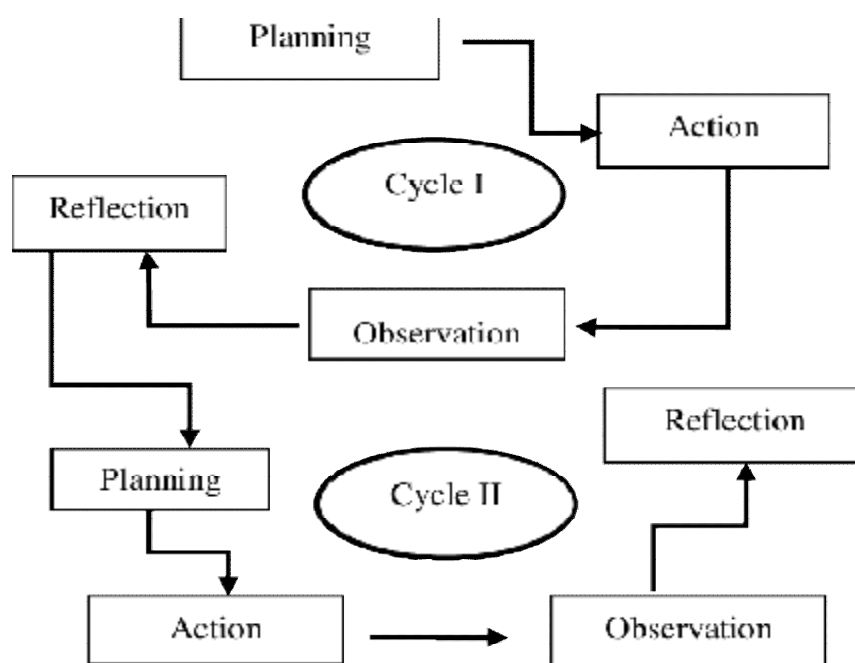 Planning
Action
Cycle I
Reflection
Observation
Reflection
Planning
Cycle II
Action
Observation